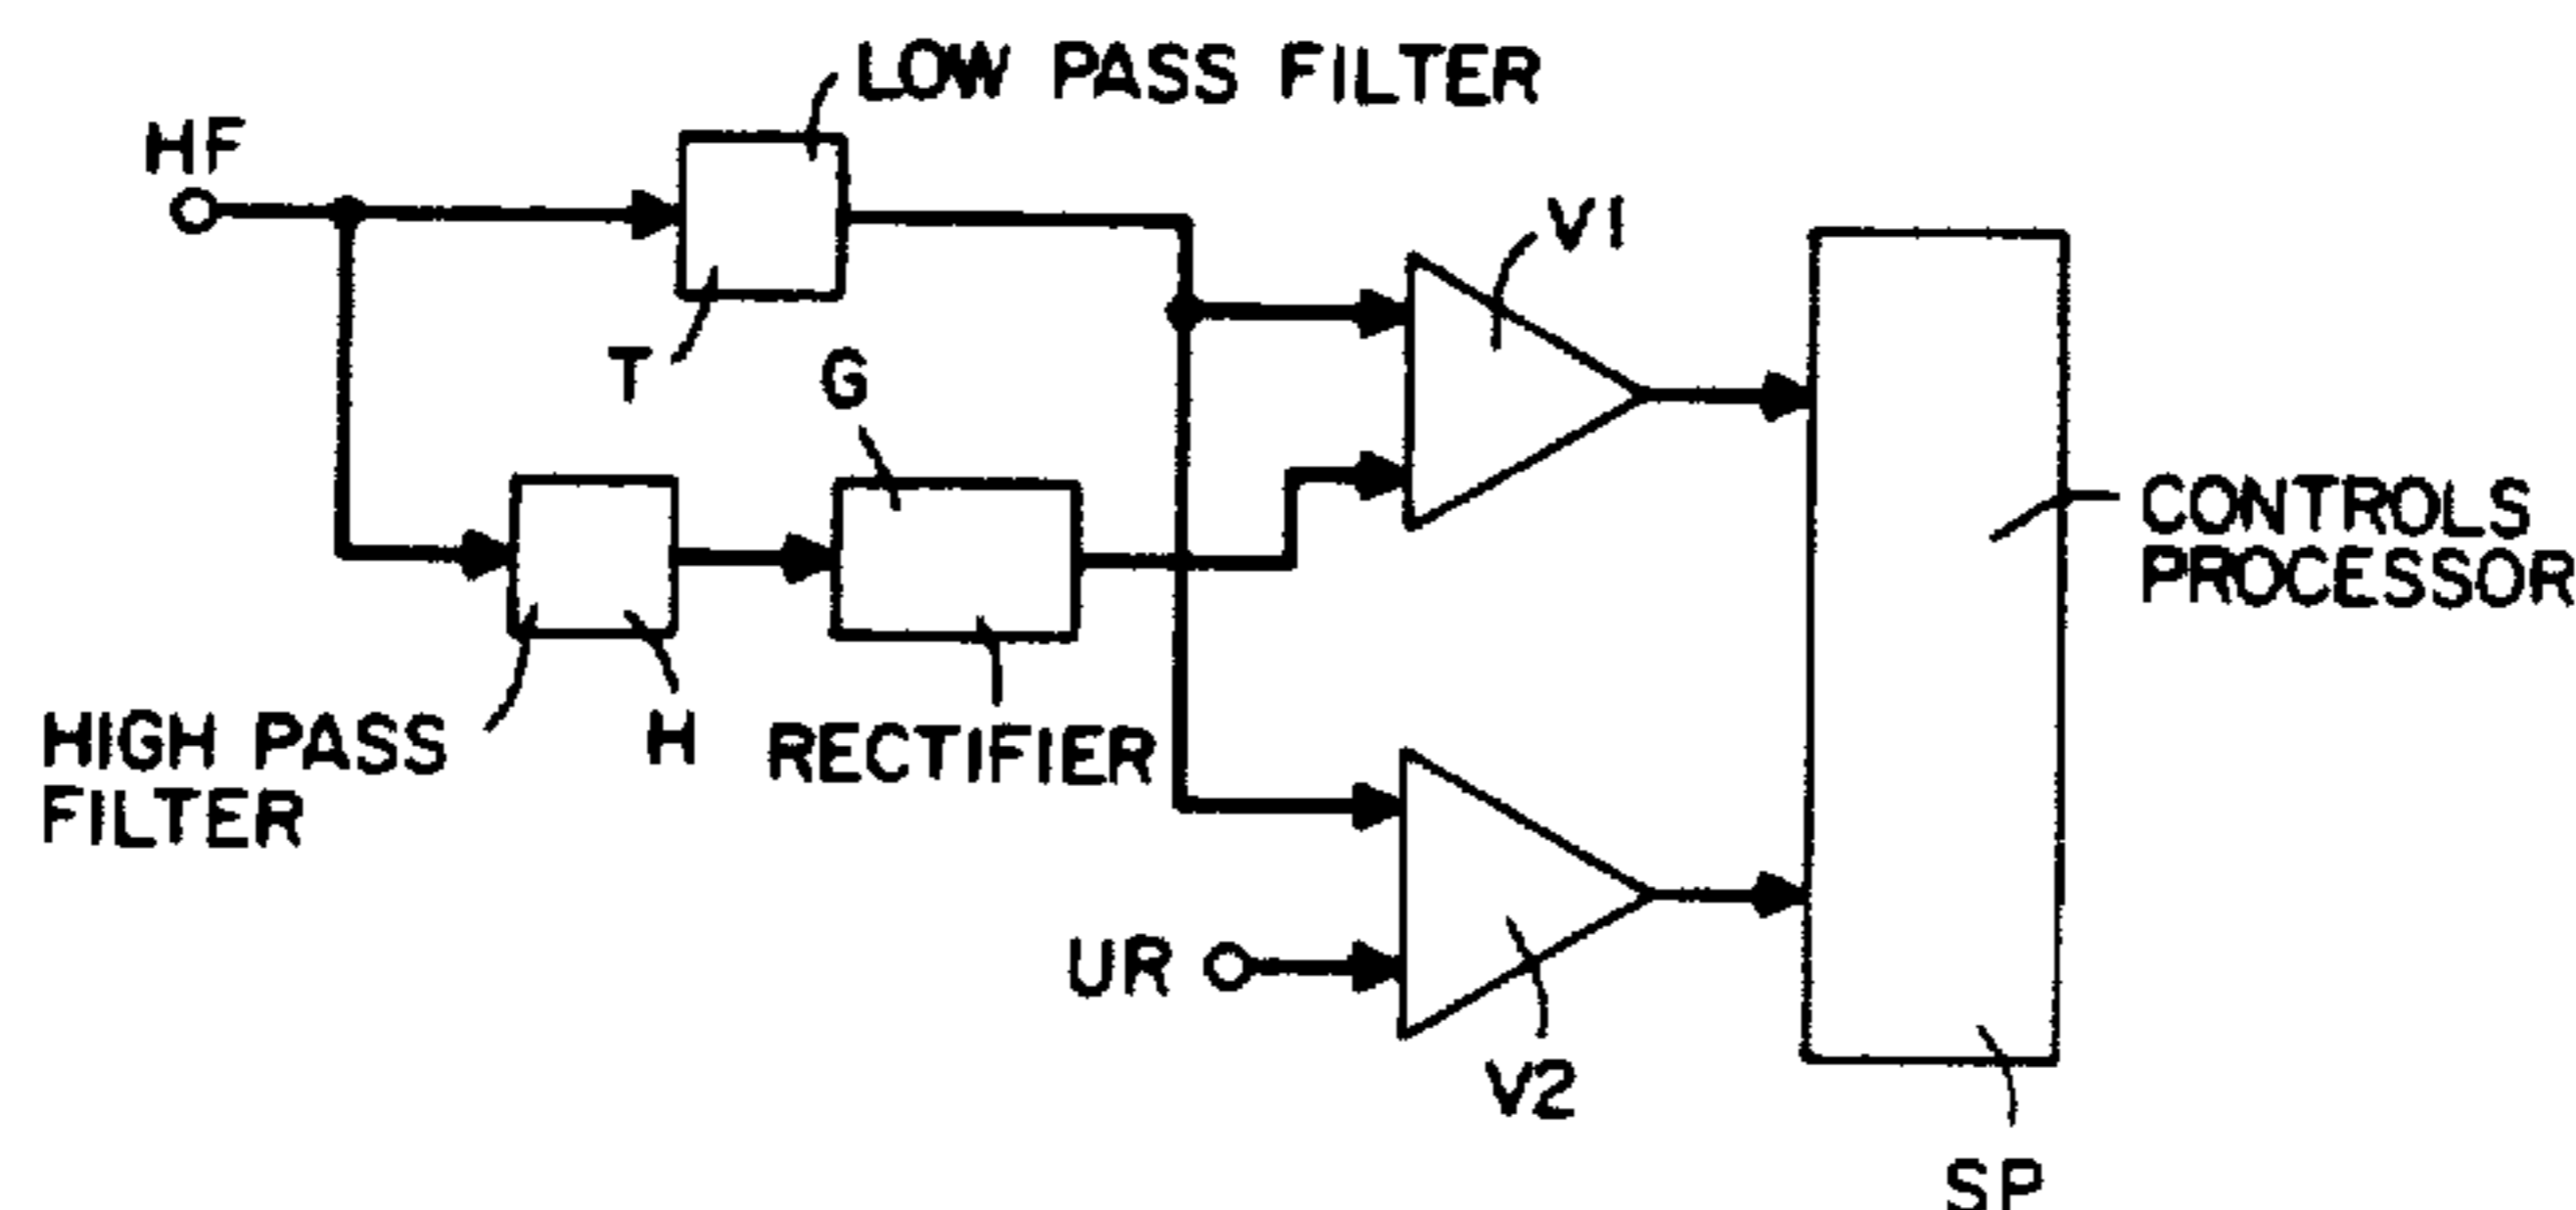 LOW PASS FILTER
HF
V1
T
G
CONTROLS
PROCESSOR
HIGH PASS
FILTER
H
RECTIFIER
UR
V2
SP